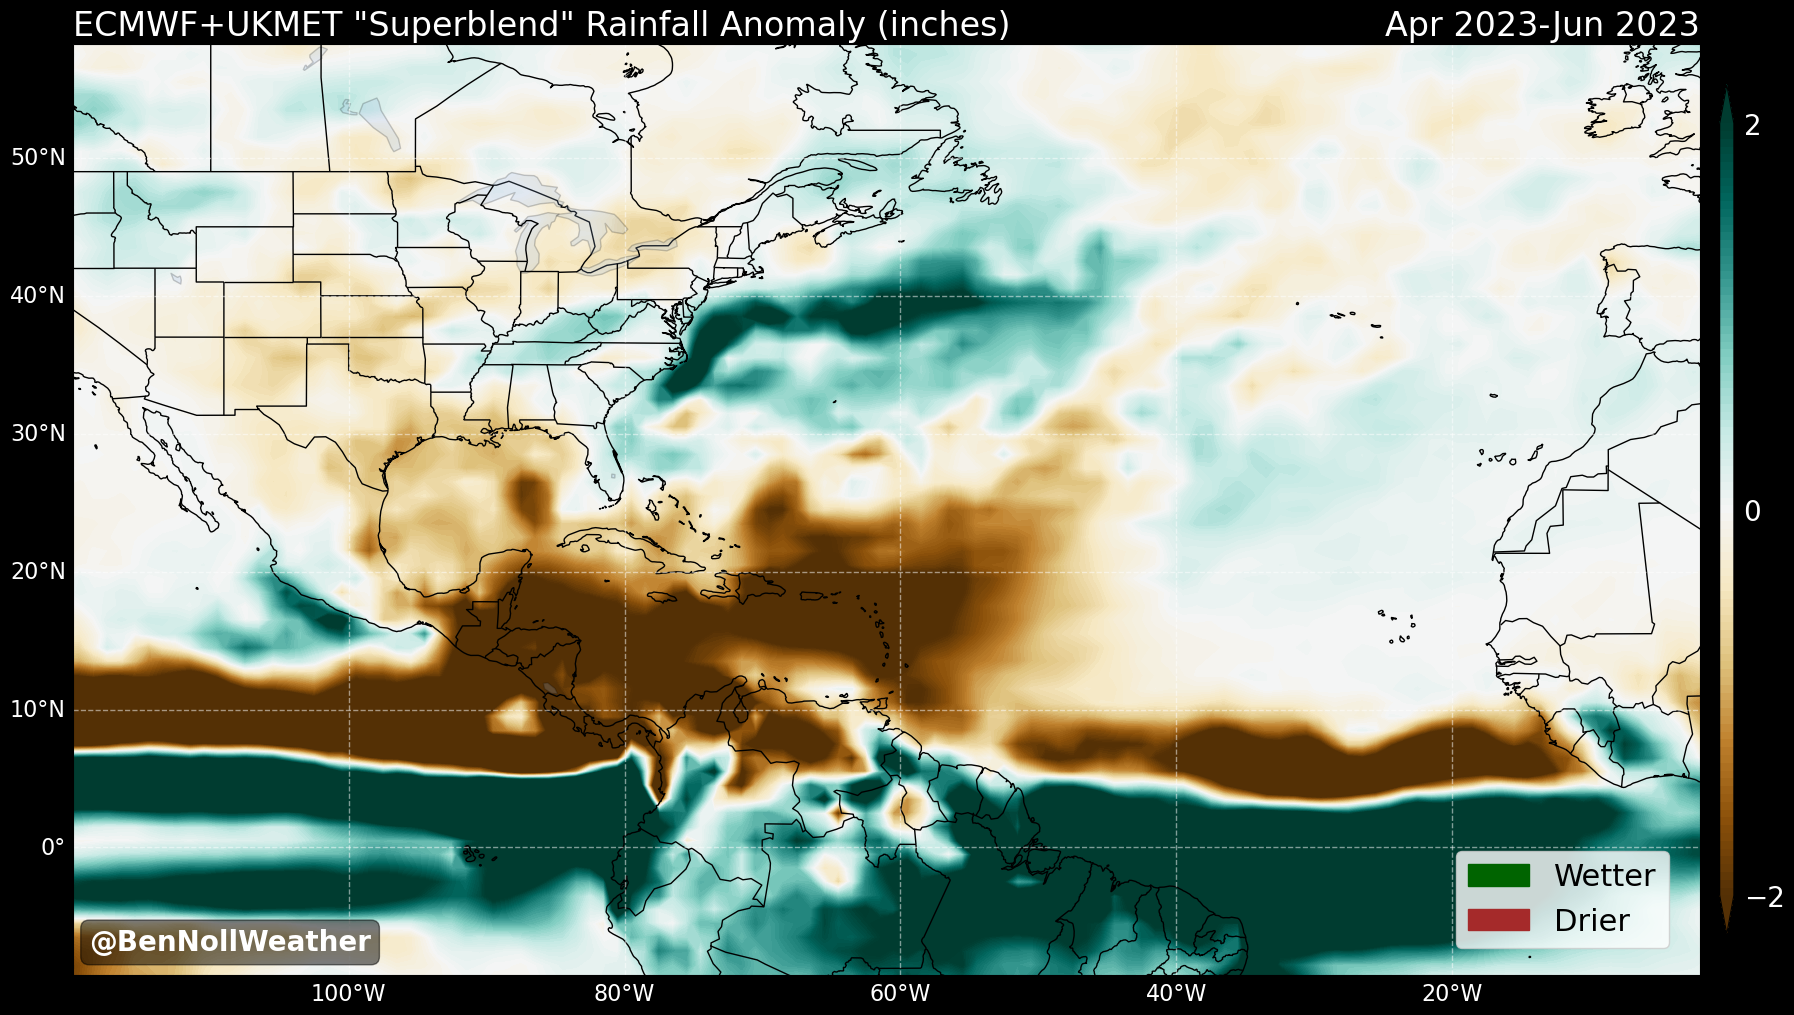 ECMWF+UKMET "Superblend" Rainfall Anomaly (inches) Apr 2023-Jun 2023
2
50°N
40°N
30°N
0
20°N
10°N
0°
Wetter
−2
Drier
@BenNollWeather
100°W 80°W 60°W 40°W 20°W